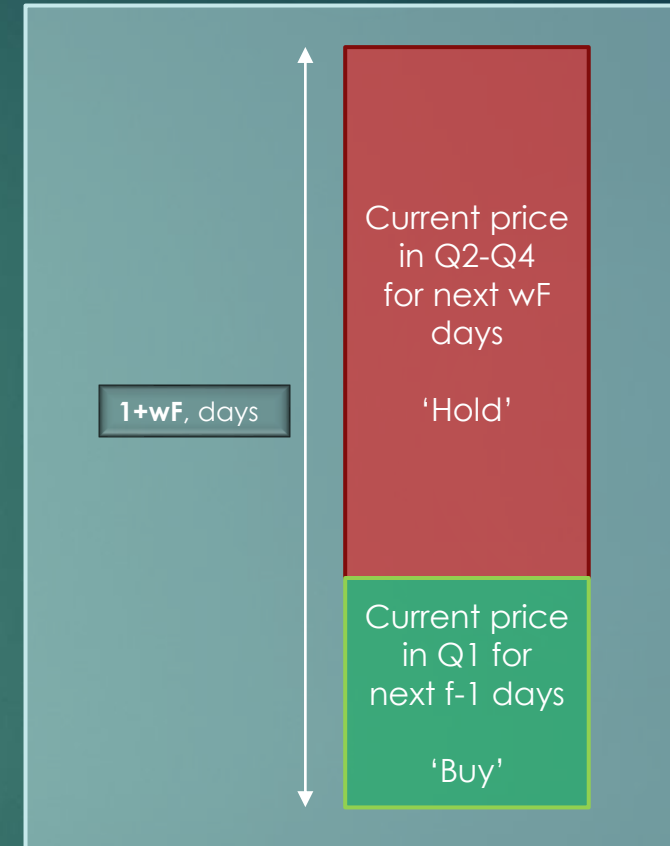 Current price
in Q2-Q4
for next wF
days
‘Hold’
1+wF, days
Current price
in Q1 for
next f-1 days
‘Buy’